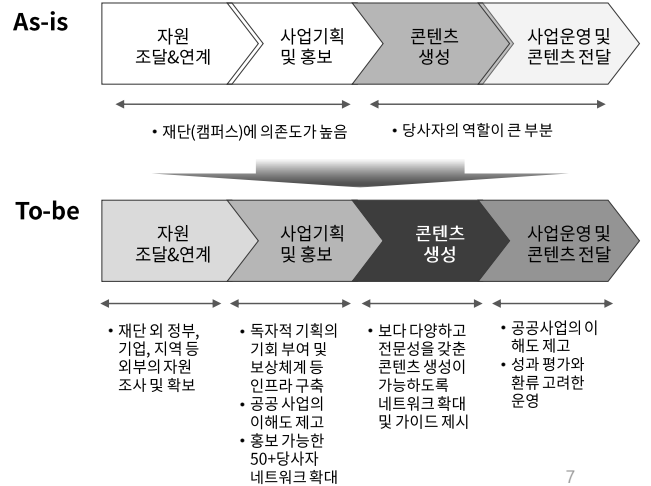 As-is
자원
조달&연계
사업기획
및 홍보
콘텐츠
생성
사업운영 및
콘텐츠 전달
• 재단(캠퍼스)에 의존도가 높음
• 당사자의 역할이 큰 부분
To-be
자원
조달&연계
사업기획
및 홍보
콘텐츠
생성
사업운영 및
콘텐츠 전달
• 재단 외 정부,
기업, 지역 등
외부의 자원
조사 및 확보
• 독자적 기획의
기회 부여 및
보상체계 등
인프라 구축
• 공공 사업의
이해도 제고
• 홍보 가능한
50+당사자
네트워크 확대
• 보다 다양하고
전문성을 갖춘
콘텐츠 생성이
가능하도록
네트워크 확대
및 가이드 제시
• 공공사업의 이
해도 제고
• 성과 평가와
환류 고려한
운영
7